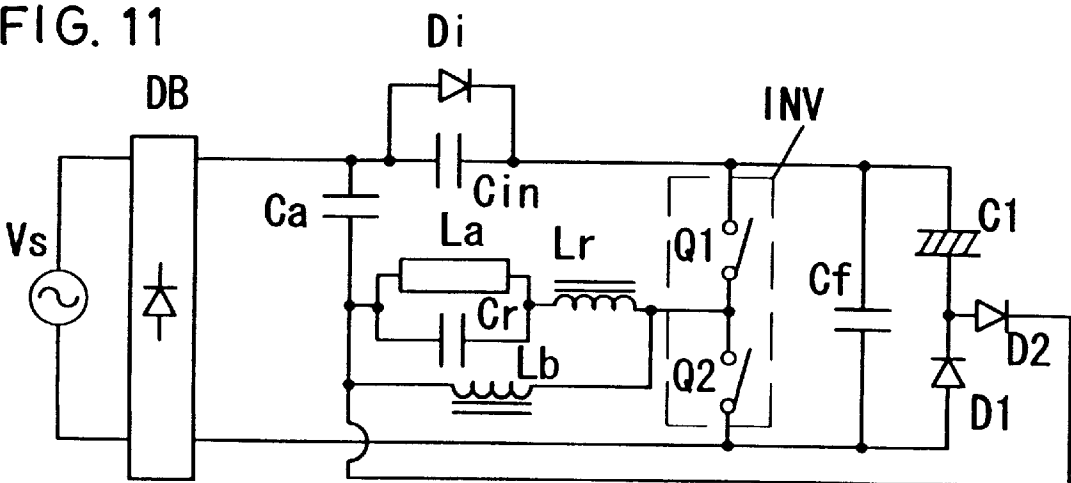 FIG. 11
Di
DB
INV
Cin
Ca
C1
Vs
La
Lr
Q1
Cf
Cr
D2
Lb
Q2
D1